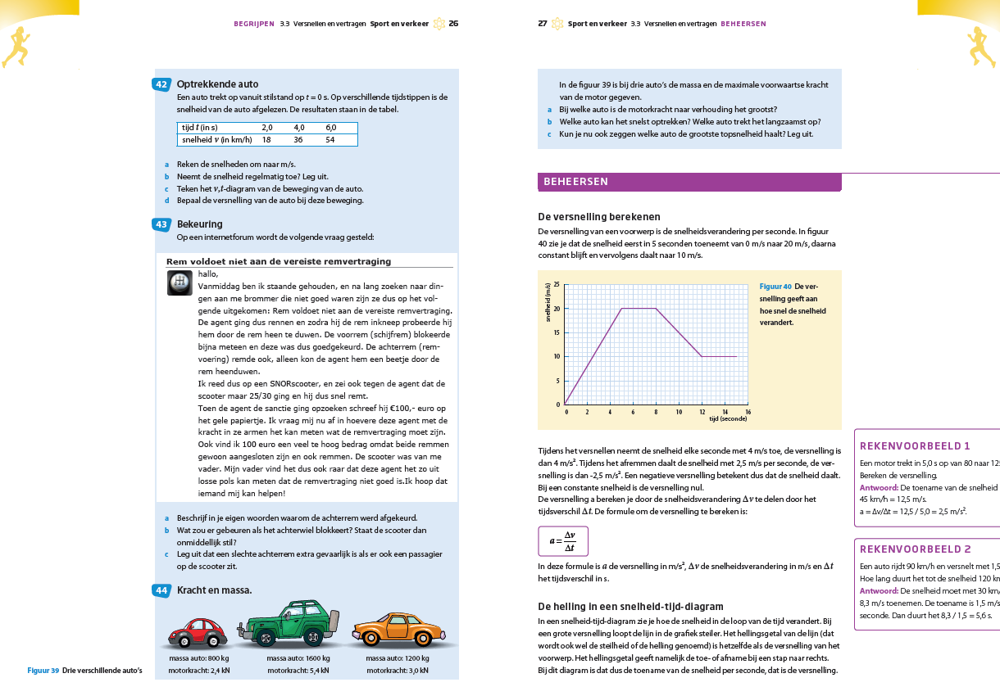 BEGRIJPEN 3.3 Versnellen en vertragen Sport en verkeer 26
42 Optrekkende auto
Een auto trekt op vanuit stilstand op t = 0 s. Op verschillende tijdstippen is de
snelheid van de auto afgelezen. De resultaten staan in de tabel.
tijd t (in s) 2,0 4,0 6,0
snelheid v (in km/h) 18 36 54
a Reken de snelheden om naar m/s.
b Neemt de snelheid regelmatig toe? Leg uit.
c Teken het v,t-diagram van de beweging van de auto.
d Bepaal de versnelling van de auto bij deze beweging.
43 Bekeuring
Op een internetforum wordt de volgende vraag gesteld:
Rem voldoet niet aan de vereiste remvertraging
hallo,
Vanmiddag ben ik staande gehouden, en na lang zoeken naar din-
gen aan me brommer die niet goed waren zijn ze dus op het vol-
gende uitgekomen: Rem voldoet niet aan de vereiste remvertraging.
De agent ging dus rennen en zodra hij de rem inkneep probeerde hij
hem door de rem heen te duwen. De voorrem (schijfrem) blokeerde
bijna meteen en deze was dus goedgekeurd. De achterrem (rem-
voering) remde ook, alleen kon de agent hem een beetje door de
rem heenduwen.
Ik reed dus op een SNORscooter, en zei ook tegen de agent dat de
scooter maar 25/30 ging en hij dus snel remt.
Toen de agent de sanctie ging opzoeken schreef hij €100,- euro op
het gele papiertje. Ik vraag mij nu af in hoevere deze agent met de
kracht in ze armen het kan meten wat de remvertraging moet zijn.
Ook vind ik 100 euro een veel te hoog bedrag omdat beide remmen
gewoon aangesloten zijn en ook remmen. De scooter was van me
vader. Mijn vader vind het dus ook raar dat deze agent het zo uit
losse pols kan meten dat de remvertraging niet goed is.Ik hoop dat
iemand mij kan helpen!
a Beschrijf in je eigen woorden waarom de achterrem werd afgekeurd.
b Wat zou er gebeuren als het achterwiel blokkeert? Staat de scooter dan
onmiddellijk stil?
c Leg uit dat een slechte achterrem extra gevaarlijk is als er ook een passagier
op de scooter zit.
44 Kracht en massa.
massa auto: 800 kg massa auto: 1600 kg massa auto: 1200 kg
motorkracht: 2,4 kN motorkracht: 5,4 kN motorkracht: 3,0 kN
Figuur 39 Drie verschillende auto's
27 Sport en verkeer 3.3 Versnellen en vertragen BEHEERSEN
In de figuur 39 is bij drie auto's de massa en de maximale voorwaartse kracht
van de motor gegeven.
a Bij welke auto is de motorkracht naar verhouding het grootst?
b Welke auto kan het snelst optrekken? Welke auto trekt het langzaamst op?
c Kun je nu ook zeggen welke auto de grootste topsnelheid haalt? Leg uit.
BEHEERSEN
De versnelling berekenen
De versnelling van een voorwerp is de snelheidsverandering per seconde. In figuur
40 zie je dat de snelheid eerst in 5 seconden toeneemt van 0 m/s naar 20 m/s, daarna
constant blijft en vervolgens daalt naar 10 m/s.
snelheid (m/s)
25
20
15
10
5
0
0 2 4 6 8 10 12 14 16
tijd (seconde)
Figuur 40 De ver-
snelling geeft aan
hoe snel de snelheid
verandert.
Tijdens het versnellen neemt de snelheid elke seconde met 4 m/s toe, de versnelling is
dan 4 m/s². Tijdens het afremmen daalt de snelheid met 2,5 m/s per seconde, de ver-
snelling is dan -2,5 m/s². Een negatieve versnelling betekent dus dat de snelheid daalt.
Bij een constante snelheid is de versnelling nul.
De versnelling a bereken je door de snelheidsverandering Δv te delen door het
tijdsverschil Δt. De formule om de versnelling te bereken is:
a = Δv / Δt
In deze formule is a de versnelling in m/s², Δv de snelheidsverandering in m/s en Δt
het tijdsverschil in s.
De helling in een snelheid-tijd-diagram
In een snelheid-tijd-diagram zie je hoe de snelheid in de loop van de tijd verandert. Bij
een grote versnelling loopt de lijn in de grafiek steiler. Het hellingsgetal van de lijn (dat
wordt ook wel de steilheid of de helling genoemd) is hetzelfde als de versnelling van het
voorwerp. Het hellingsgetal geeft namelijk de toe- of afname bij een stap naar rechts.
Bij dit diagram is dat dus de toename van de snelheid per seconde, dat is de versnelling.
REKENVOORBEELD 1
Een motor trekt in 5,0 s op van 80 naar 125
Bereken de versnelling.
Antwoord: De toename van de snelheid
45 km/h = 12,5 m/s.
a = Δv/Δt = 12,5 / 5,0 = 2,5 m/s².
REKENVOORBEELD 2
Een auto rijdt 90 km/h en versnelt met 1,5
Hoe lang duurt het tot de snelheid 120 km
Antwoord: De snelheid moet met 30 km/
8,3 m/s toenemen. De toename is 1,5 m/s
seconde. Dan duurt het 8,3 / 1,5 = 5,6 s.